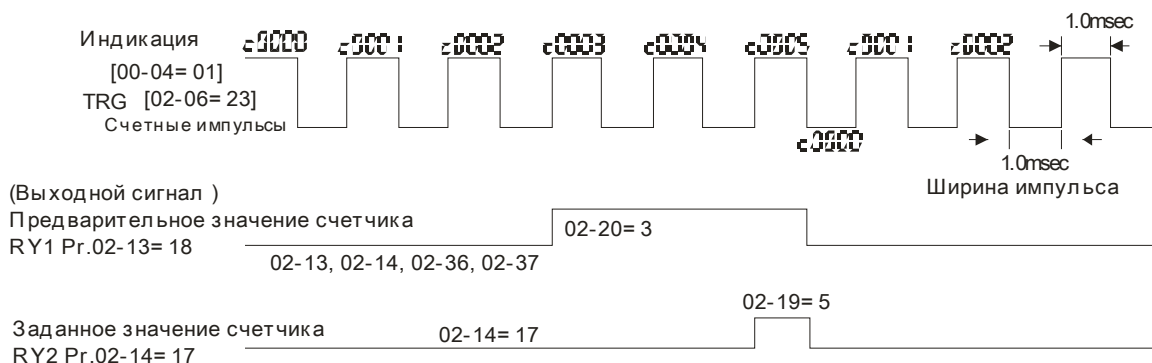 1.0msec
Индикация c0000 c0001 c0002 c0003 c0004 c0005 c0001 c0002
[00-04=01]
TRG [02-06=23]
Счетные импульсы
c0000
1.0msec
Ширина импульса
(Выходной сигнал )
Предварительное значение счетчика
02-20=3
RY1 Pr.02-13=18
02-13, 02-14, 02-36, 02-37
02-19=5
Заданное значение счетчика
02-14=17
RY2 Pr.02-14=17